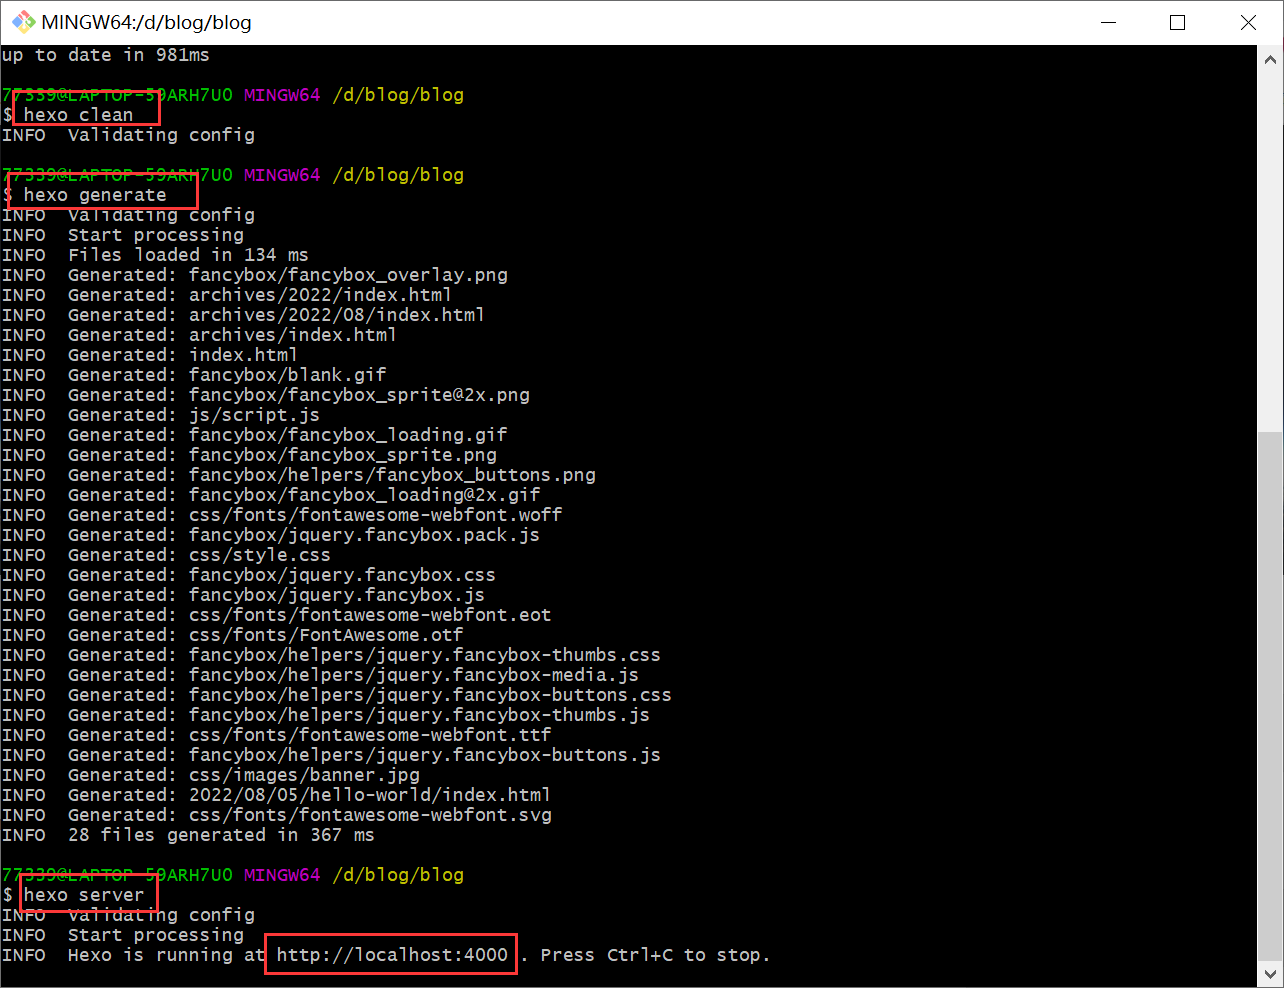 MINGW64:/d/blog/blog
up to date in 981ms
77339@LAPTOP-59ARH7U0 MINGW64 /d/blog/blog
$ hexo clean
INFO  Validating config
77339@LAPTOP-59ARH7U0 MINGW64 /d/blog/blog
$ hexo generate
INFO  Validating config
INFO  Start processing
INFO  Files loaded in 134 ms
INFO  Generated: fancybox/fancybox_overlay.png
INFO  Generated: archives/2022/index.html
INFO  Generated: archives/2022/08/index.html
INFO  Generated: archives/index.html
INFO  Generated: index.html
INFO  Generated: fancybox/blank.gif
INFO  Generated: fancybox/fancybox_sprite@2x.png
INFO  Generated: js/script.js
INFO  Generated: fancybox/fancybox_loading.gif
INFO  Generated: fancybox/fancybox_sprite.png
INFO  Generated: fancybox/helpers/fancybox_buttons.png
INFO  Generated: fancybox/fancybox_loading@2x.gif
INFO  Generated: css/fonts/fontawesome-webfont.woff
INFO  Generated: fancybox/jquery.fancybox.pack.js
INFO  Generated: css/style.css
INFO  Generated: fancybox/jquery.fancybox.css
INFO  Generated: fancybox/jquery.fancybox.js
INFO  Generated: css/fonts/fontawesome-webfont.eot
INFO  Generated: css/fonts/FontAwesome.otf
INFO  Generated: fancybox/helpers/jquery.fancybox-thumbs.css
INFO  Generated: fancybox/helpers/jquery.fancybox-media.js
INFO  Generated: fancybox/helpers/jquery.fancybox-buttons.css
INFO  Generated: fancybox/helpers/jquery.fancybox-thumbs.js
INFO  Generated: css/fonts/fontawesome-webfont.ttf
INFO  Generated: fancybox/helpers/jquery.fancybox-buttons.js
INFO  Generated: css/images/banner.jpg
INFO  Generated: 2022/08/05/hello-world/index.html
INFO  Generated: css/fonts/fontawesome-webfont.svg
INFO  28 files generated in 367 ms
77339@LAPTOP-59ARH7U0 MINGW64 /d/blog/blog
$ hexo server
INFO  Validating config
INFO  Start processing
INFO  Hexo is running at http://localhost:4000 . Press Ctrl+C to stop.